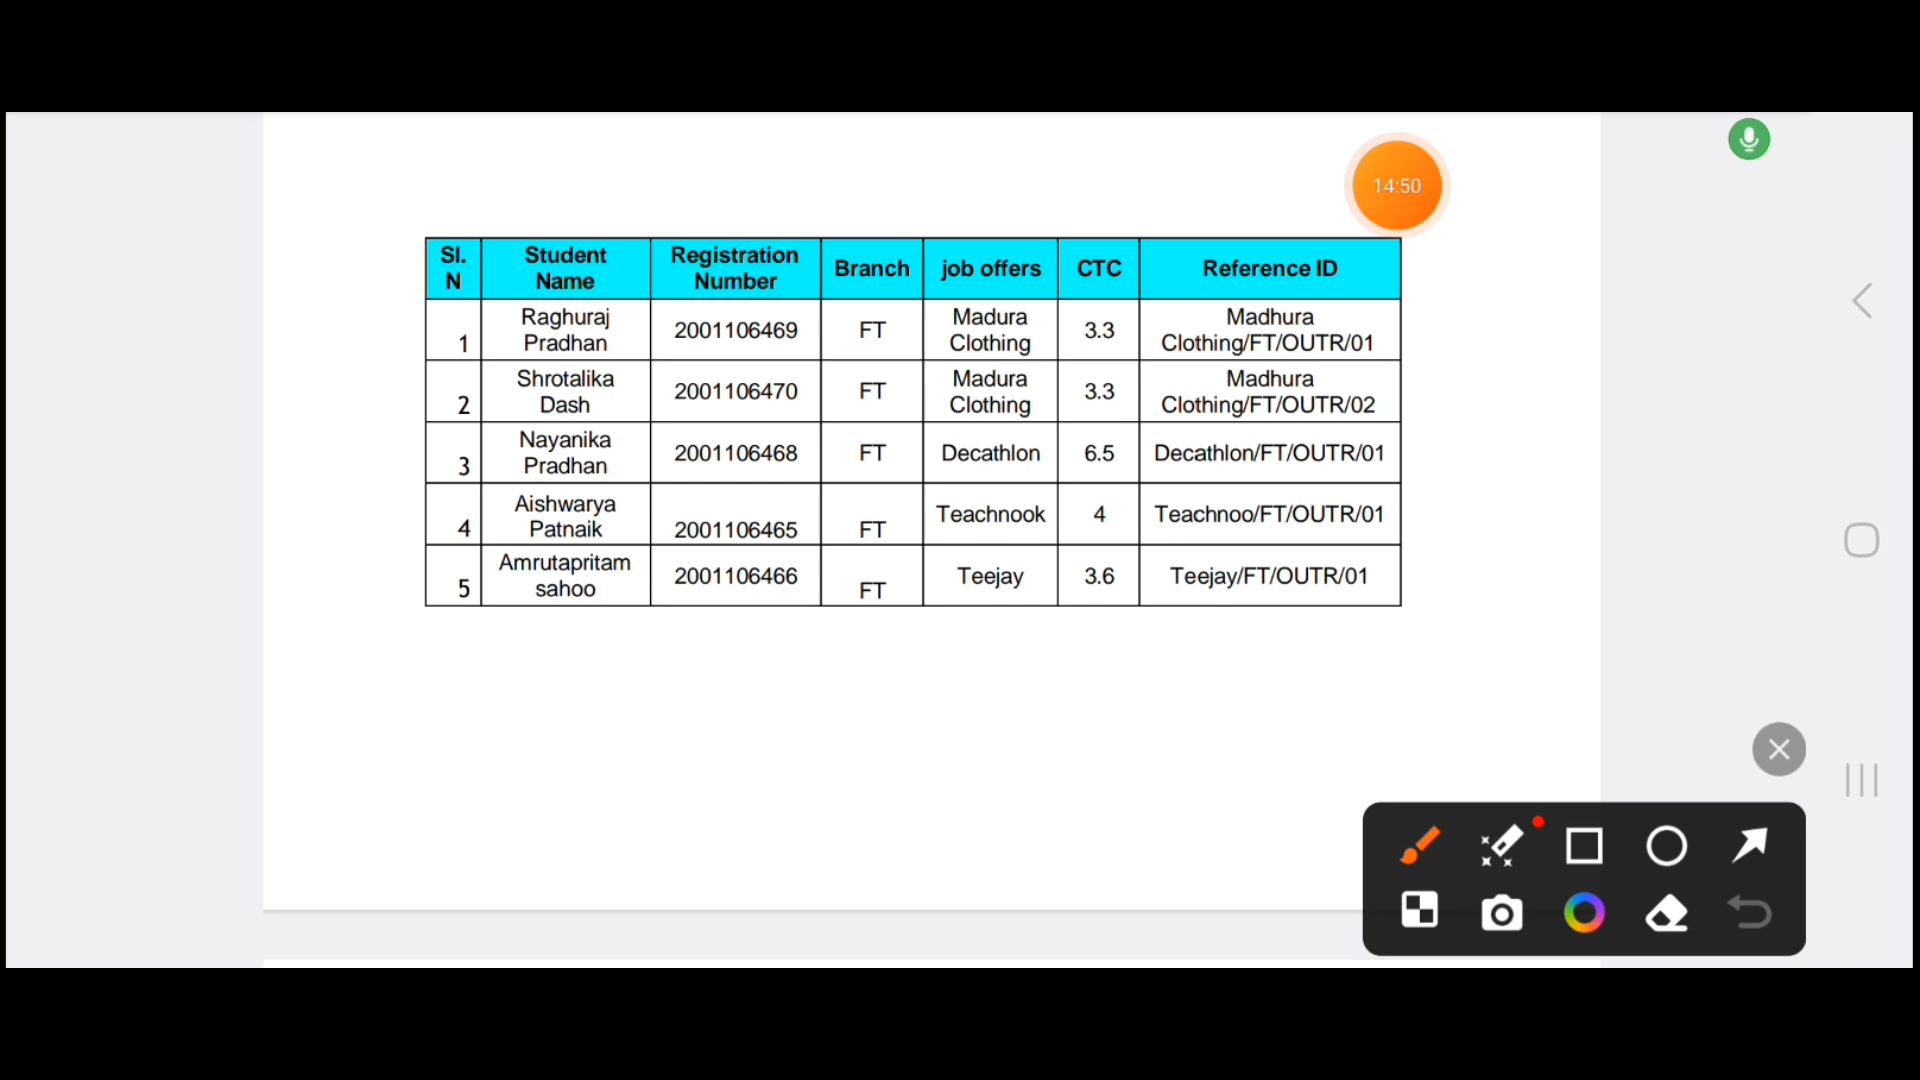 14:50
Sl. N Student Name Registration Number Branch job offers CTC Reference ID
1 Raghuraj Pradhan 2001106469 FT Madura Clothing 3.3 Madhura Clothing/FT/OUTR/01
2 Shrotalika Dash 2001106470 FT Madura Clothing 3.3 Madhura Clothing/FT/OUTR/02
3 Nayanika Pradhan 2001106468 FT Decathlon 6.5 Decathlon/FT/OUTR/01
4 Aishwarya Patnaik 2001106465 FT Teachnook 4 Teachnoo/FT/OUTR/01
5 Amrutapritam sahoo 2001106466 FT Teejay 3.6 Teejay/FT/OUTR/01